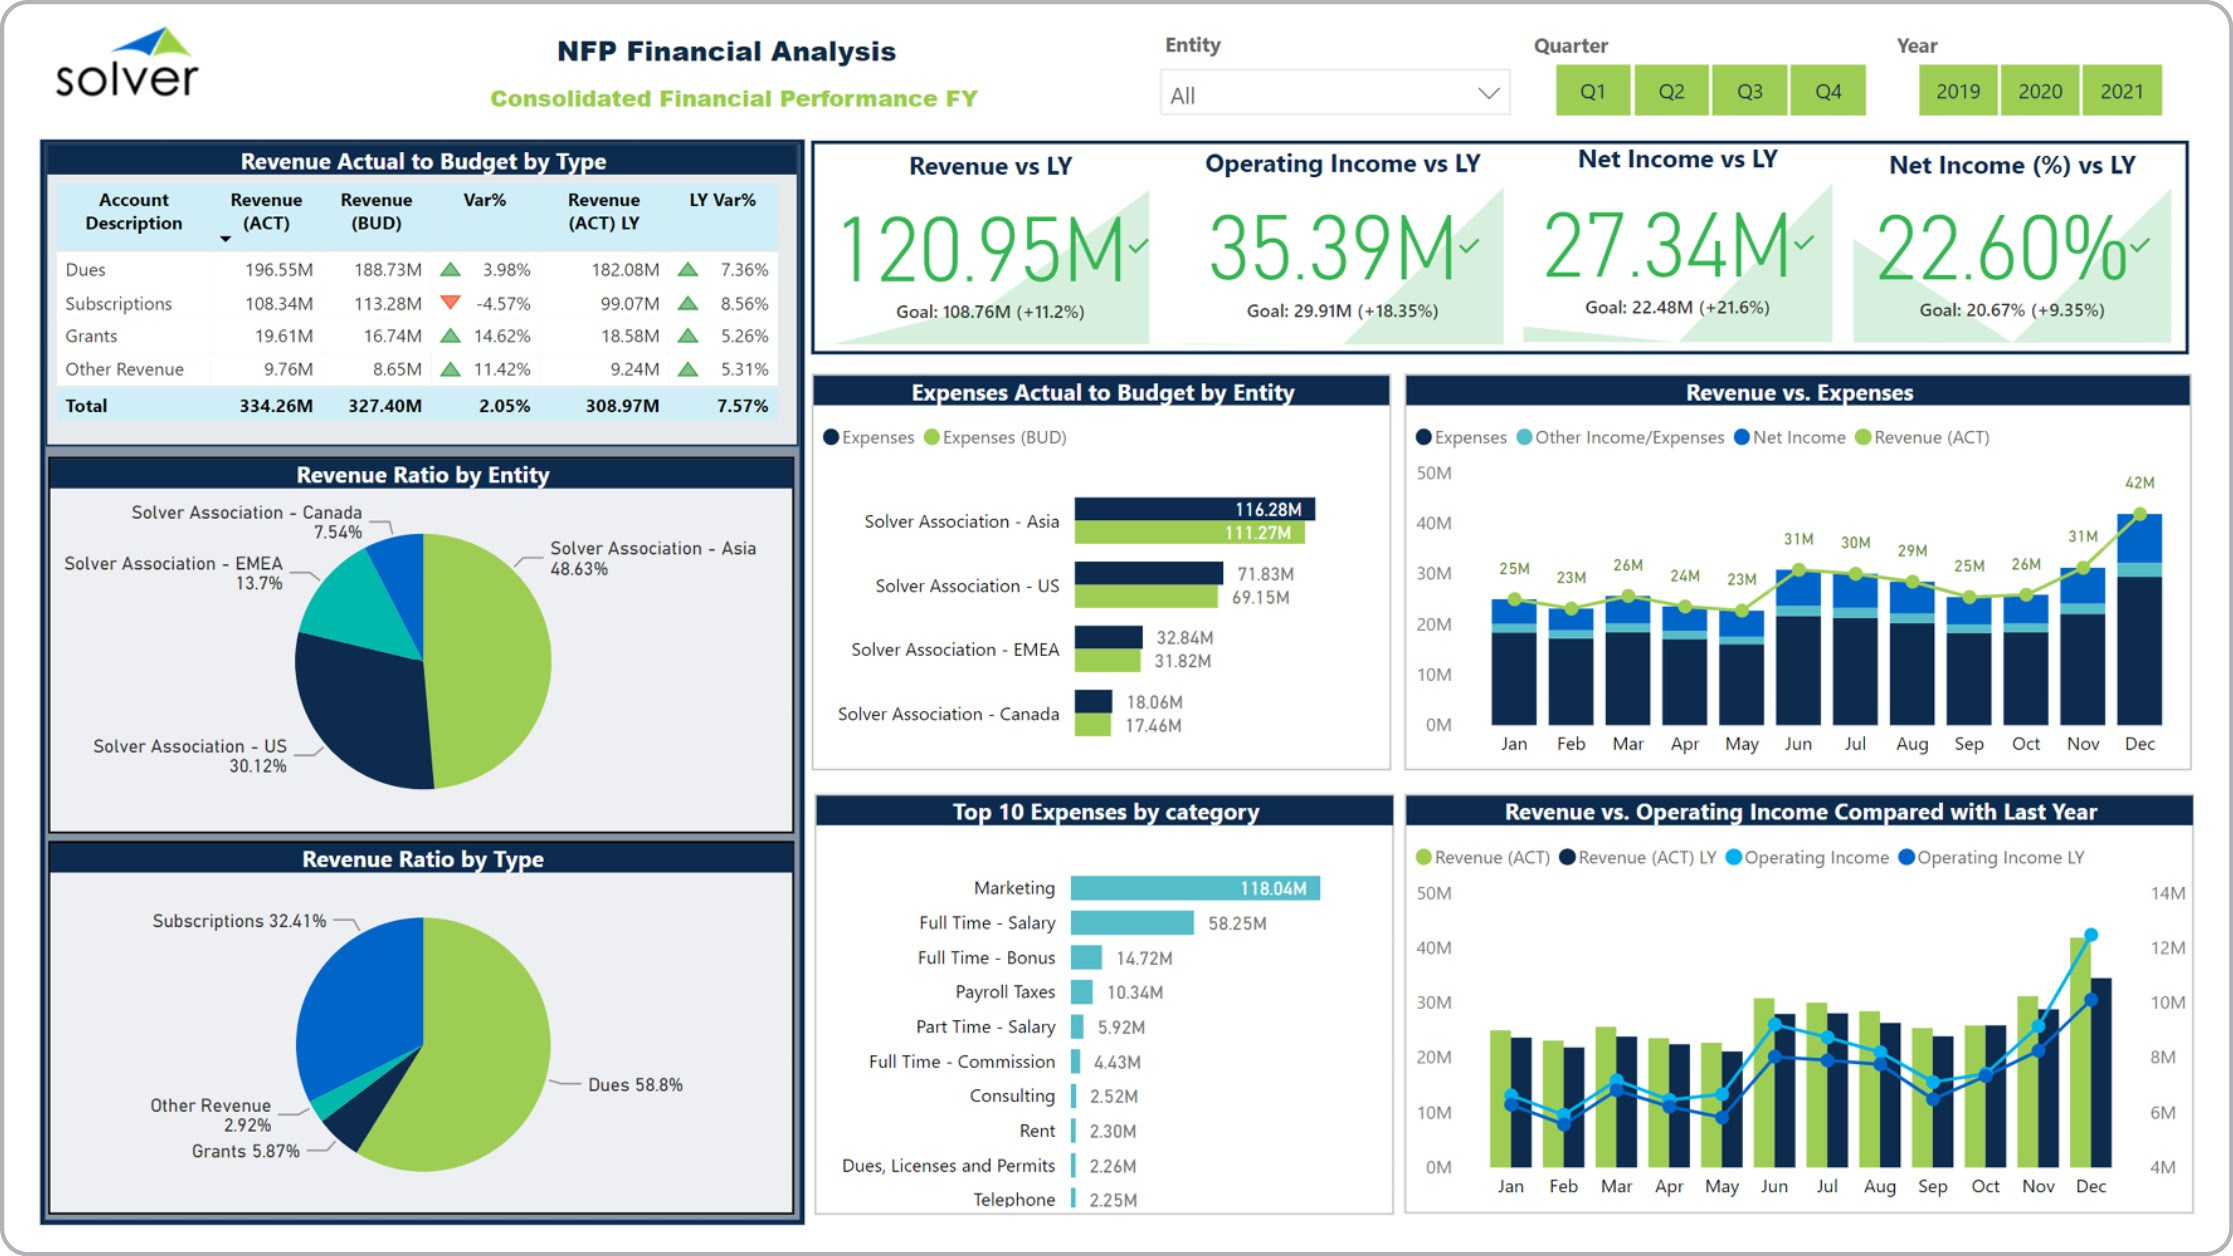 solver
NFP Financial Analysis
Consolidated Financial Performance FY
Entity
All
Quarter
Q1 Q2 Q3 Q4
Year
2019 2020 2021
Revenue Actual to Budget by Type
Account Description Revenue (ACT) Revenue (BUD) Var% Revenue (ACT) LY LY Var%
Dues 196.55M 188.73M 3.98% 182.08M 7.36%
Subscriptions 108.34M 113.28M -4.57% 99.07M 8.56%
Grants 19.61M 16.74M 14.62% 18.58M 5.26%
Other Revenue 9.76M 8.65M 11.42% 9.24M 5.31%
Total 334.26M 327.40M 2.05% 308.97M 7.57%
Revenue vs LY
120.95M
Goal: 108.76M (+11.2%)
Operating Income vs LY
35.39M
Goal: 29.91M (+18.35%)
Net Income vs LY
27.34M
Goal: 22.48M (+21.6%)
Net Income (%) vs LY
22.60%
Goal: 20.67% (+9.35%)
Revenue Ratio by Entity
Solver Association - Canada
7.54%
Solver Association - EMEA
13.7%
Solver Association - Asia
48.63%
Solver Association - US
30.12%
Revenue Ratio by Type
Subscriptions 32.41%
Other Revenue
2.92%
Grants 5.87%
Dues 58.8%
Expenses Actual to Budget by Entity
Expenses Expenses (BUD)
Solver Association - Asia 116.28M
111.27M
Solver Association - US 71.83M
69.15M
Solver Association - EMEA 32.84M
31.82M
Solver Association - Canada 18.06M
17.46M
Revenue vs. Expenses
Expenses Other Income/Expenses Net Income Revenue (ACT)
50M
40M
30M
20M
10M
0M
25M 23M 26M 24M 23M 31M 30M 29M 25M 26M 31M 42M
Jan Feb Mar Apr May Jun Jul Aug Sep Oct Nov Dec
Top 10 Expenses by category
Marketing 118.04M
Full Time - Salary 58.25M
Full Time - Bonus 14.72M
Payroll Taxes 10.34M
Part Time - Salary 5.92M
Full Time - Commission 4.43M
Consulting 2.52M
Rent 2.30M
Dues, Licenses and Permits 2.26M
Telephone 2.25M
Revenue vs. Operating Income Compared with Last Year
Revenue (ACT) Revenue (ACT) LY Operating Income Operating Income LY
50M 14M
40M 12M
30M 10M
20M 8M
10M 6M
0M 4M
Jan Feb Mar Apr May Jun Jul Aug Sep Oct Nov Dec